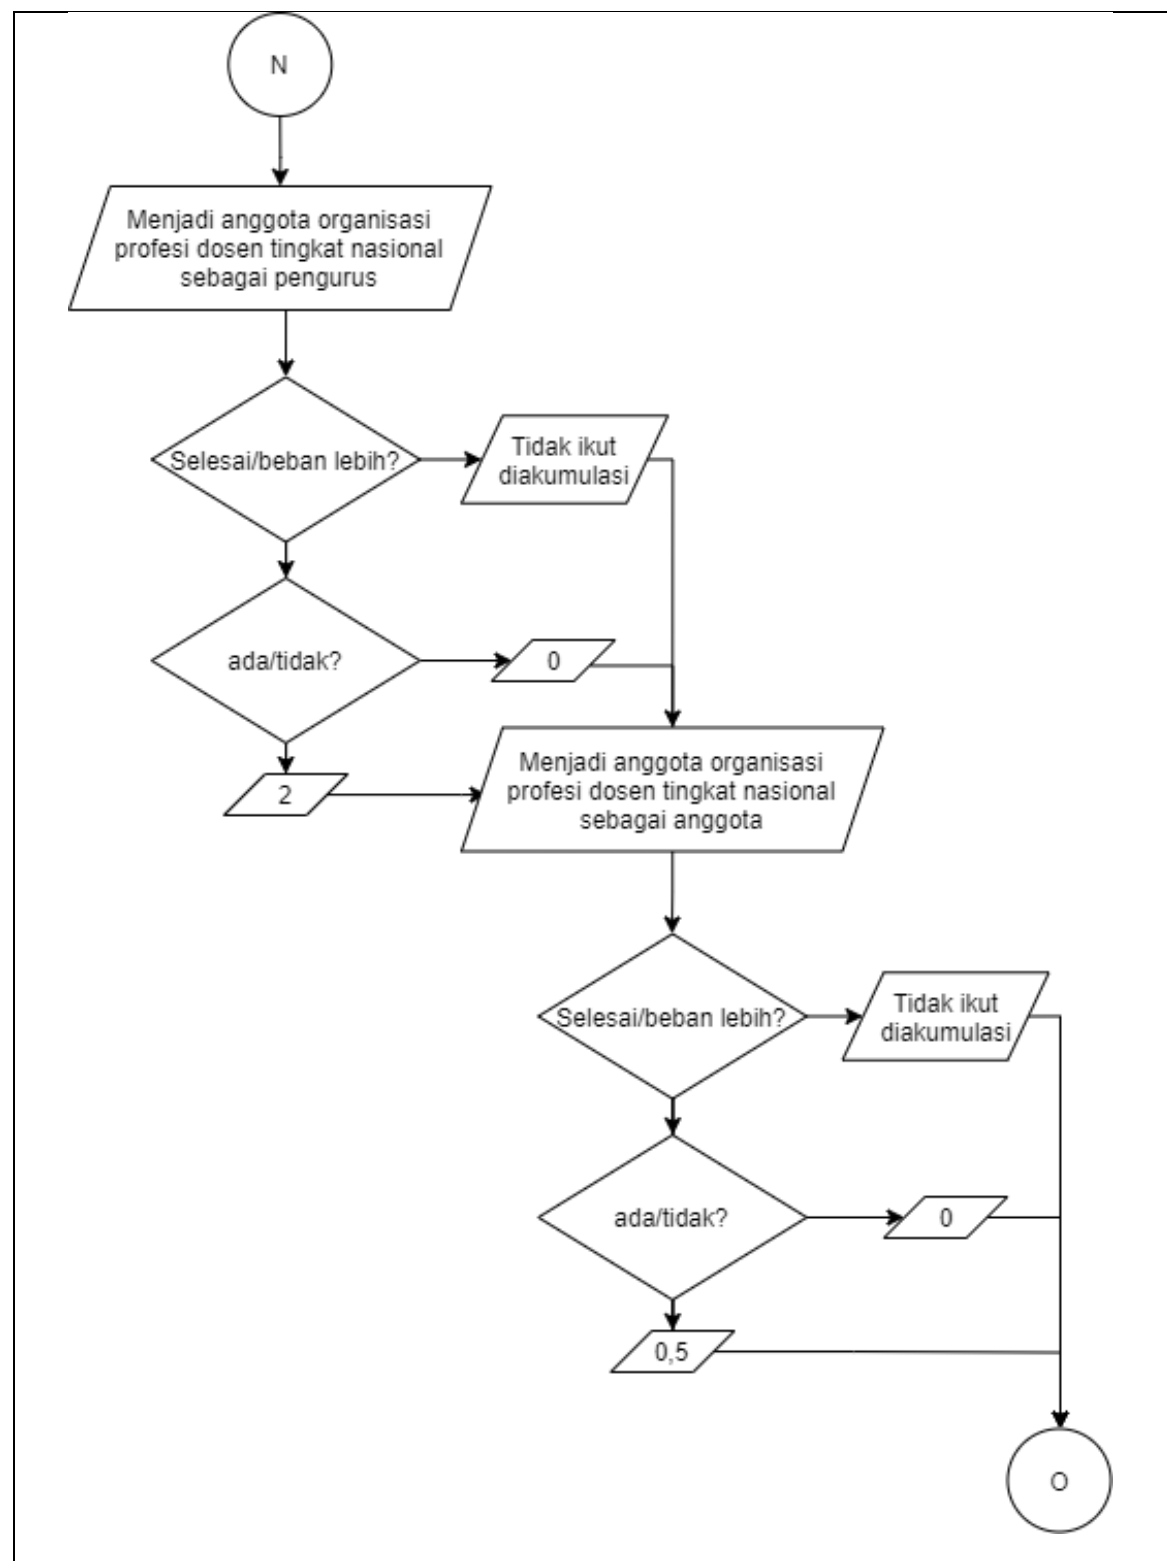 N
Menjadi anggota organisasi
profesi dosen tingkat nasional
sebagai pengurus
Selesai/beban lebih?
Tidak ikut
diakumulasi
ada/tidak?
0
2
Menjadi anggota organisasi
profesi dosen tingkat nasional
sebagai anggota
Selesai/beban lebih?
Tidak ikut
diakumulasi
ada/tidak?
0
0,5
O